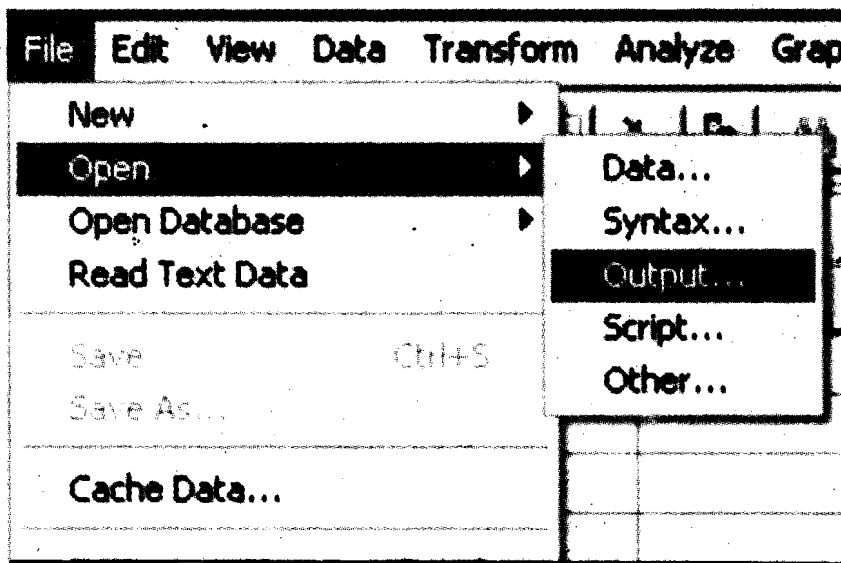 File Edit View Data Transform Analyze Grap
New
Open
Open Database
Read Text Data
Save Ctrl+S
Save As...
Cache Data...
Data...
Syntax...
Output...
Script...
Other...